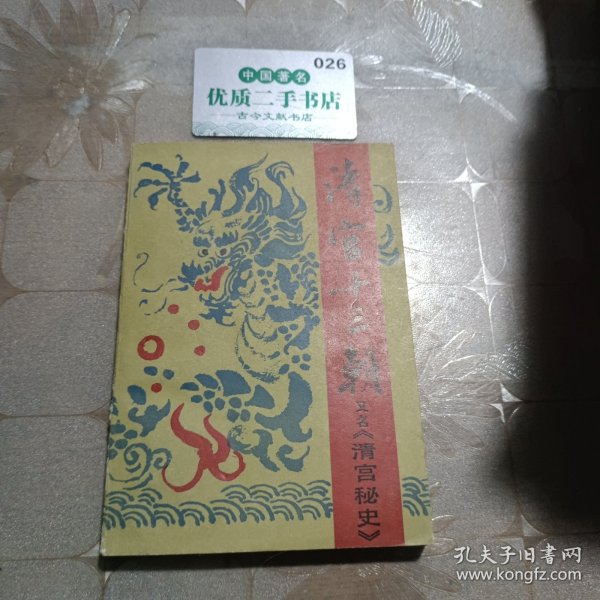 026
中国著名
优质二手书店
古今文献书店
清宫十三朝
又名《清宫秘史》
孔夫子旧书网
www.kongfz.com